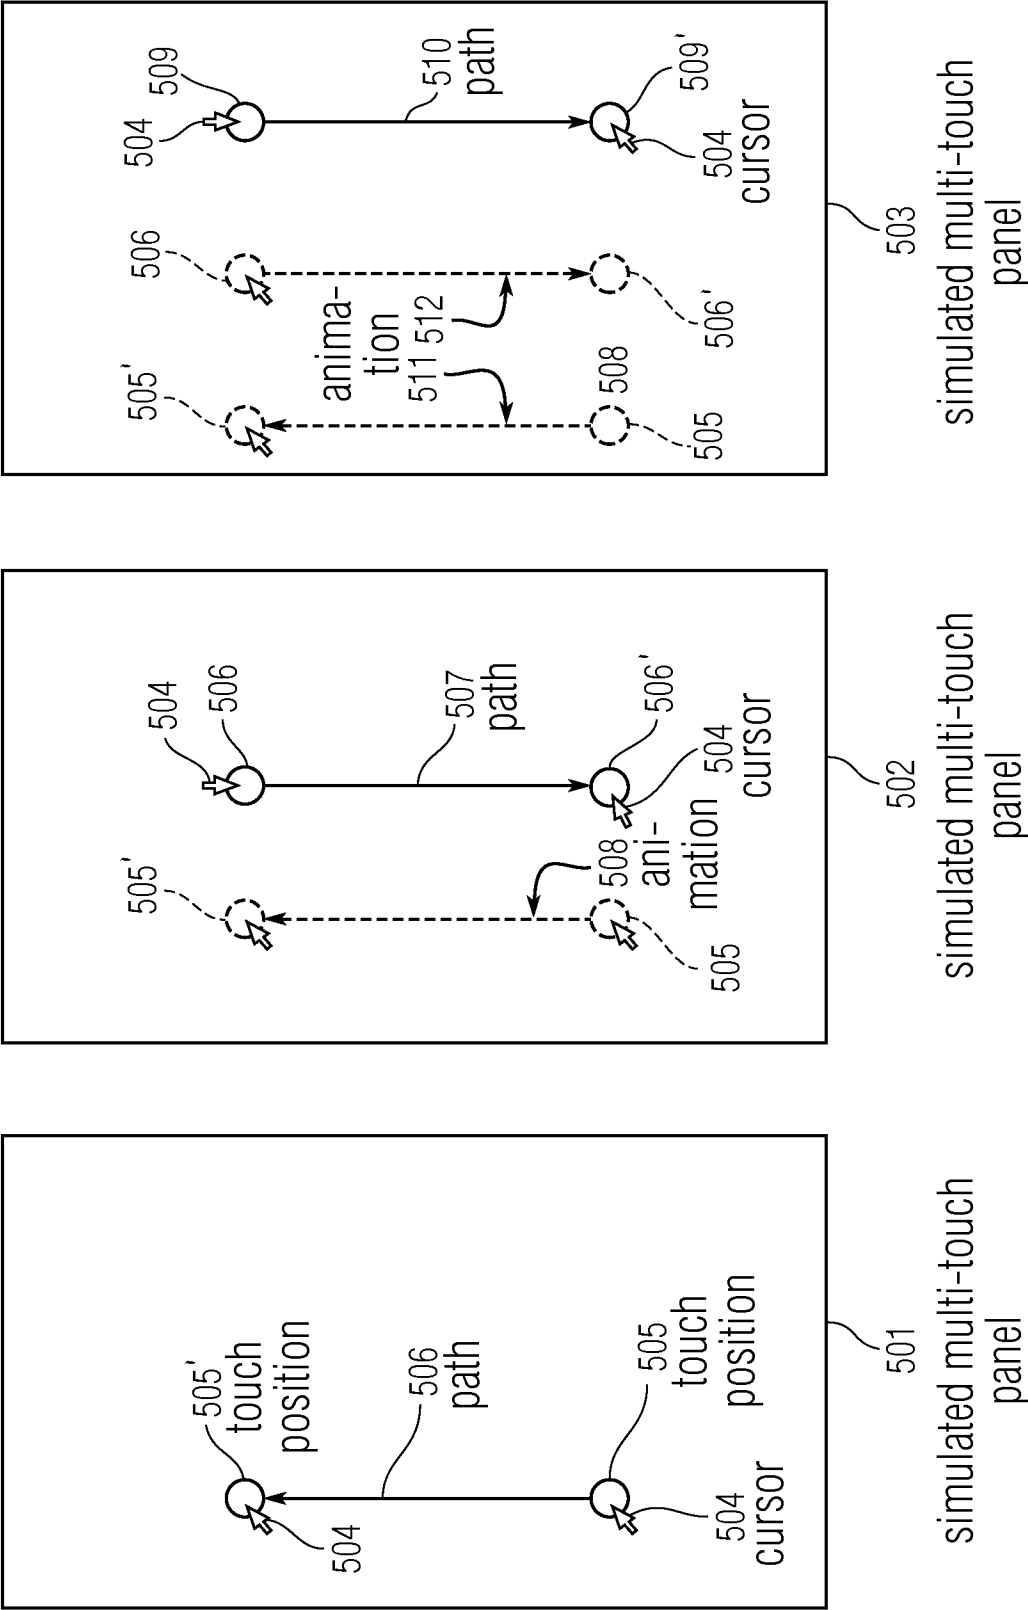 505'
touch
position
504
506
path
505
touch
position
504
cursor
501
simulated multi-touch
panel
505'
504
506
507
path
508
ani-
mation
506'
505
504
cursor
502
simulated multi-touch
panel
505'
506
504
509
anima-
tion
511 512
510
path
508
505
506'
509'
504
cursor
503
simulated multi-touch
panel